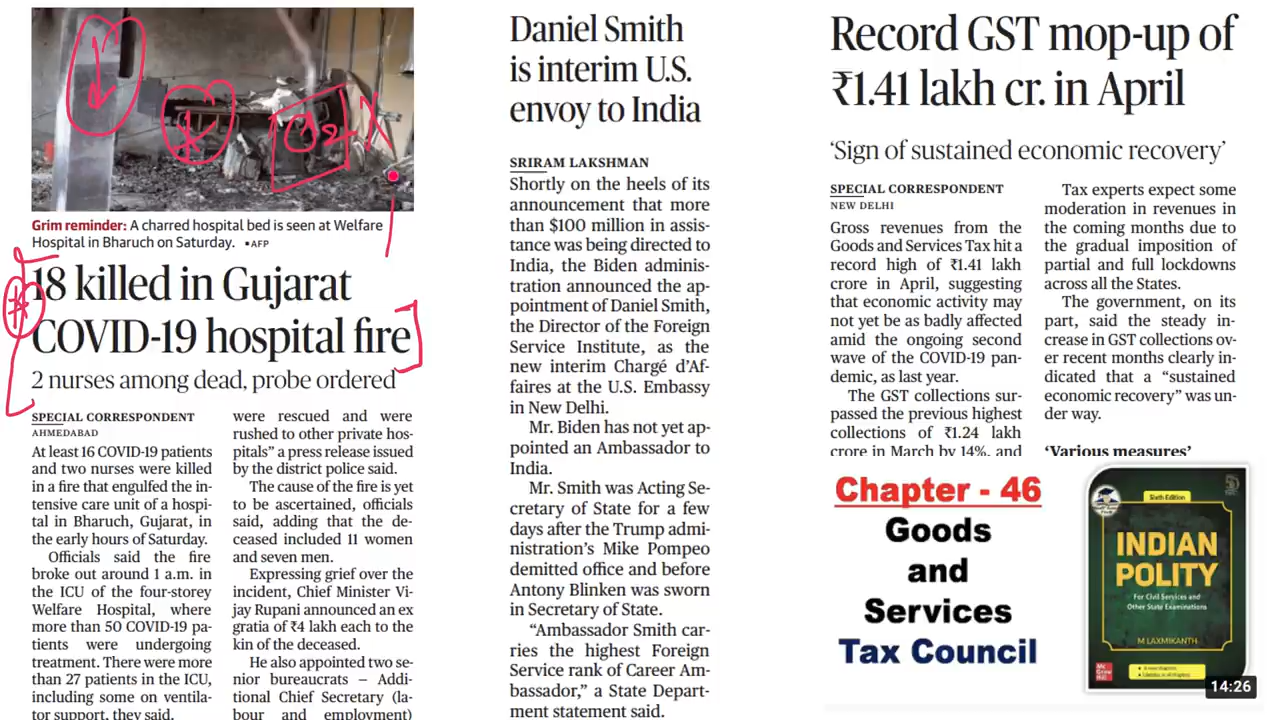 Grim reminder: A charred hospital bed is seen at Welfare
Hospital in Bharuch on Saturday. ▪AFP
18 killed in Gujarat
COVID-19 hospital fire
2 nurses among dead, probe ordered
SPECIAL CORRESPONDENT
AHMEDABAD
At least 16 COVID-19 patients
and two nurses were killed
in a fire that engulfed the in-
tensive care unit of a hospi-
tal in Bharuch, Gujarat, in
the early hours of Saturday.
Officials said the fire
broke out around 1 a.m. in
the ICU of the four-storey
Welfare Hospital, where
more than 50 COVID-19 pa-
tients were undergoing
treatment. There were more
than 27 patients in the ICU,
including some on ventila-
tor support, they said.
were rescued and were
rushed to other private hos-
pitals” a press release issued
by the district police said.
The cause of the fire is yet
to be ascertained, officials
said, adding that the de-
ceased included 11 women
and seven men.
Expressing grief over the
incident, Chief Minister Vi-
jay Rupani announced an ex
gratia of ₹4 lakh each to the
kin of the deceased.
He also appointed two se-
nior bureaucrats – Addi-
tional Chief Secretary (la-
bour and employment)
Daniel Smith
is interim U.S.
envoy to India
SRIRAM LAKSHMAN
Shortly on the heels of its
announcement that more
than $100 million in assis-
tance was being directed to
India, the Biden adminis-
tration announced the ap-
pointment of Daniel Smith,
the Director of the Foreign
Service Institute, as the
new interim Chargé d’Af-
faires at the U.S. Embassy
in New Delhi.
Mr. Biden has not yet ap-
pointed an Ambassador to
India.
Mr. Smith was Acting Se-
cretary of State for a few
days after the Trump admi-
nistration’s Mike Pompeo
demitted office and before
Antony Blinken was sworn
in Secretary of State.
“Ambassador Smith car-
ries the highest Foreign
Service rank of Career Am-
bassador,” a State Depart-
ment statement said.
Record GST mop-up of
₹1.41 lakh cr. in April
‘Sign of sustained economic recovery’
SPECIAL CORRESPONDENT
NEW DELHI
Gross revenues from the
Goods and Services Tax hit a
record high of ₹1.41 lakh
crore in April, suggesting
that economic activity may
not yet be as badly affected
amid the ongoing second
wave of the COVID-19 pan-
demic, as last year.
The GST collections sur-
passed the previous highest
collections of ₹1.24 lakh
crore in March by 14%, and
Tax experts expect some
moderation in revenues in
the coming months due to
the gradual imposition of
partial and full lockdowns
across all the States.
The government, on its
part, said the steady in-
crease in GST collections ov-
er recent months clearly in-
dicated that a “sustained
economic recovery” was un-
der way.
‘Various measures’
Chapter - 46
Goods
and
Services
Tax Council
Sixth Edition
INDIAN
POLITY
For Civil Services and
Other State Examinations
M LAXMIKANTH
Mc
Graw
Hill
14:26